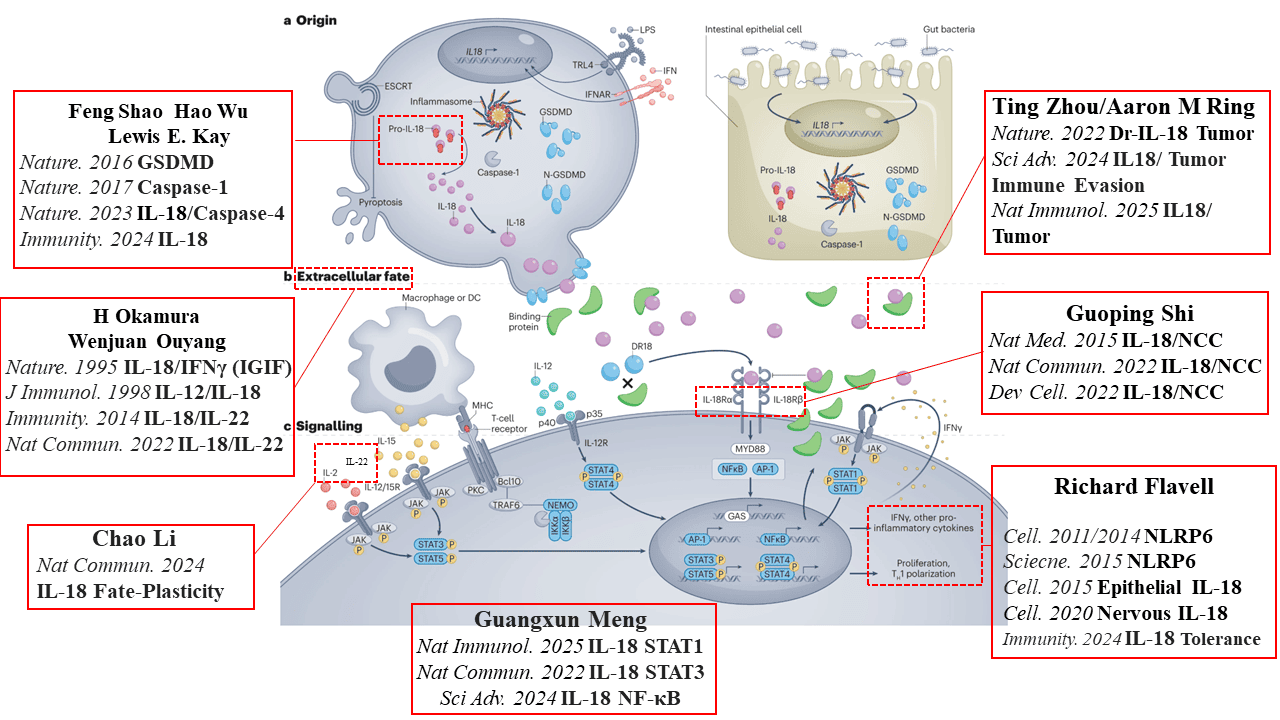 a Origin
LPS
IL18
TRL4
IFN
IFNAR
ESCRT
Inflammasome
GSDMD
Pro-IL-18
Caspase-1
N-GSDMD
Pyroptosis
IL-18
IL-18
Intestinal epithelial cell
Gut bacteria
IL18
Pro-IL-18
GSDMD
IL-18
N-GSDMD
Caspase-1
Feng Shao Hao Wu
Lewis E. Kay
Nature. 2016 GSDMD
Nature. 2017 Caspase-1
Nature. 2023 IL-18/Caspase-4
Immunity. 2024 IL-18
Ting Zhou/Aaron M Ring
Nature. 2022 Dr-IL-18 Tumor
Sci Adv. 2024 IL18/ Tumor
Immune Evasion
Nat Immunol. 2025 IL18/
Tumor
b Extracellular fate
Macrophage or DC
Binding
protein
DR18
IL-12
H Okamura
Wenjuan Ouyang
Nature. 1995 IL-18/IFNγ (IGIF)
J Immunol. 1998 IL-12/IL-18
Immunity. 2014 IL-18/IL-22
Nat Commun. 2022 IL-18/IL-22
Guoping Shi
Nat Med. 2015 IL-18/NCC
Nat Commun. 2022 IL-18/NCC
Dev Cell. 2022 IL-18/NCC
c Signalling
MHC
T-cell
receptor
p40
p35
IL-12R
IL-18Rα
IL-18Rβ
IFNγ
IL-15
IL-22
IL-2
IL-12/15R
JAK
P
JAK
P
JAK
P
JAK
P
PKC
Bcl10
TRAF6
NEMO
IKKα
IKKβ
P
STAT4
P
STAT4
MYD88
NFκB
AP-1
JAK
P
JAK
P
P
STAT1
P
STAT1
STAT3
P
STAT5
P
GAS
AP-1
NFκB
STAT3
P
STAT5
P
P
STAT4
P
STAT4
IFNγ, other pro-
inflammatory cytokines
Proliferation,
TH1 polarization
Chao Li
Nat Commun. 2024
IL-18 Fate-Plasticity
Guangxun Meng
Nat Immunol. 2025 IL-18 STAT1
Nat Commun. 2022 IL-18 STAT3
Sci Adv. 2024 IL-18 NF-κB
Richard Flavell
Cell. 2011/2014 NLRP6
Sciecne. 2015 NLRP6
Cell. 2015 Epithelial IL-18
Cell. 2020 Nervous IL-18
Immunity. 2024 IL-18 Tolerance